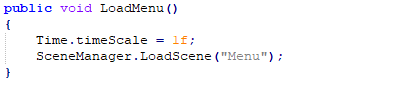 public void LoadMenu()
{
    Time.timeScale = 1f;
    SceneManager.LoadScene("Menu");
}